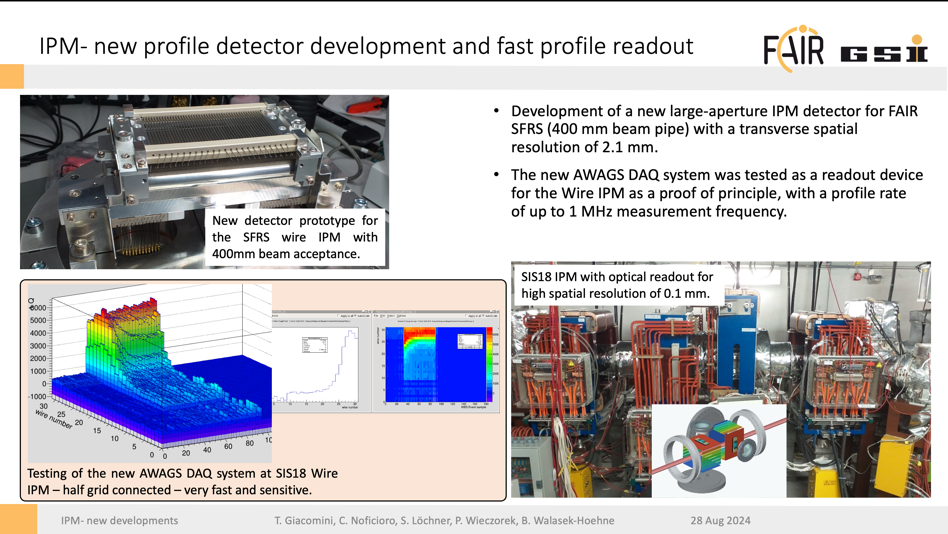 IPM- new profile detector development and fast profile readout
FAIR GSI
New detector prototype for
the SFRS wire IPM with
400mm beam acceptance.
• Development of a new large-aperture IPM detector for FAIR
SFRS (400 mm beam pipe) with a transverse spatial
resolution of 2.1 mm.
• The new AWAGS DAQ system was tested as a readout device
for the Wire IPM as a proof of principle, with a profile rate
of up to 1 MHz measurement frequency.
SIS18 IPM with optical readout for
high spatial resolution of 0.1 mm.
6000
5000
4000
3000
2000
1000
0
-1000
30
25
20
15
10
5
0
wire number
0 20 40 60 80
Testing of the new AWAGS DAQ system at SIS18 Wire
IPM – half grid connected – very fast and sensitive.
IPM- new developments
T. Giacomini, C. Noficioro, S. Löchner, P. Wieczorek, B. Walasek-Hoehne
28 Aug 2024